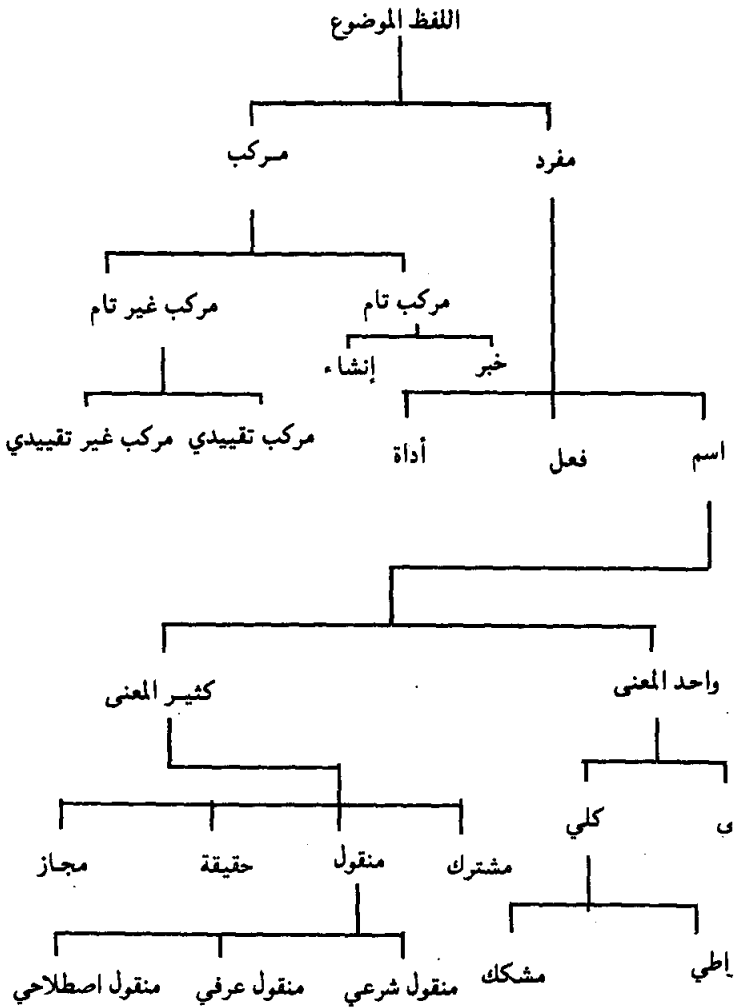 اللفظ الموضوع
مفرد
مركب
مركب تام
مركب غير تام
خبر
إنشاء
مركب تقييدي
مركب غير تقييدي
اسم
فعل
أداة
واحد المعنى
كثير المعنى
ى
كلي
مشترك
منقول
حقيقة
مجاز
اطي
مشكك
منقول شرعي
منقول عرفي
منقول اصطلاحي